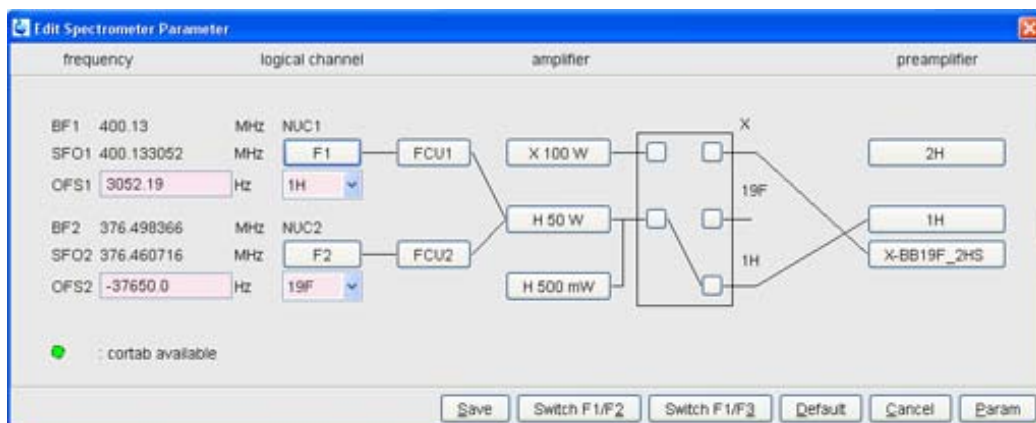 Edit Spectrometer Parameter
frequency logical channel amplifier preamplifier
BF1 400.13 MHz NUC1 X
SFO1 400.133052 MHz F1 FCU1 X 100 W 2H
OFS1 3052.19 Hz 1H 19F
BF2 376.498366 MHz NUC2 H 50 W 1H
SFO2 376.460716 MHz F2 FCU2 1H X-BB19F_2HS
OFS2 -37650.0 Hz 19F H 500 mW
: cortab available
Save Switch F1/F2 Switch F1/F3 Default Cancel Param